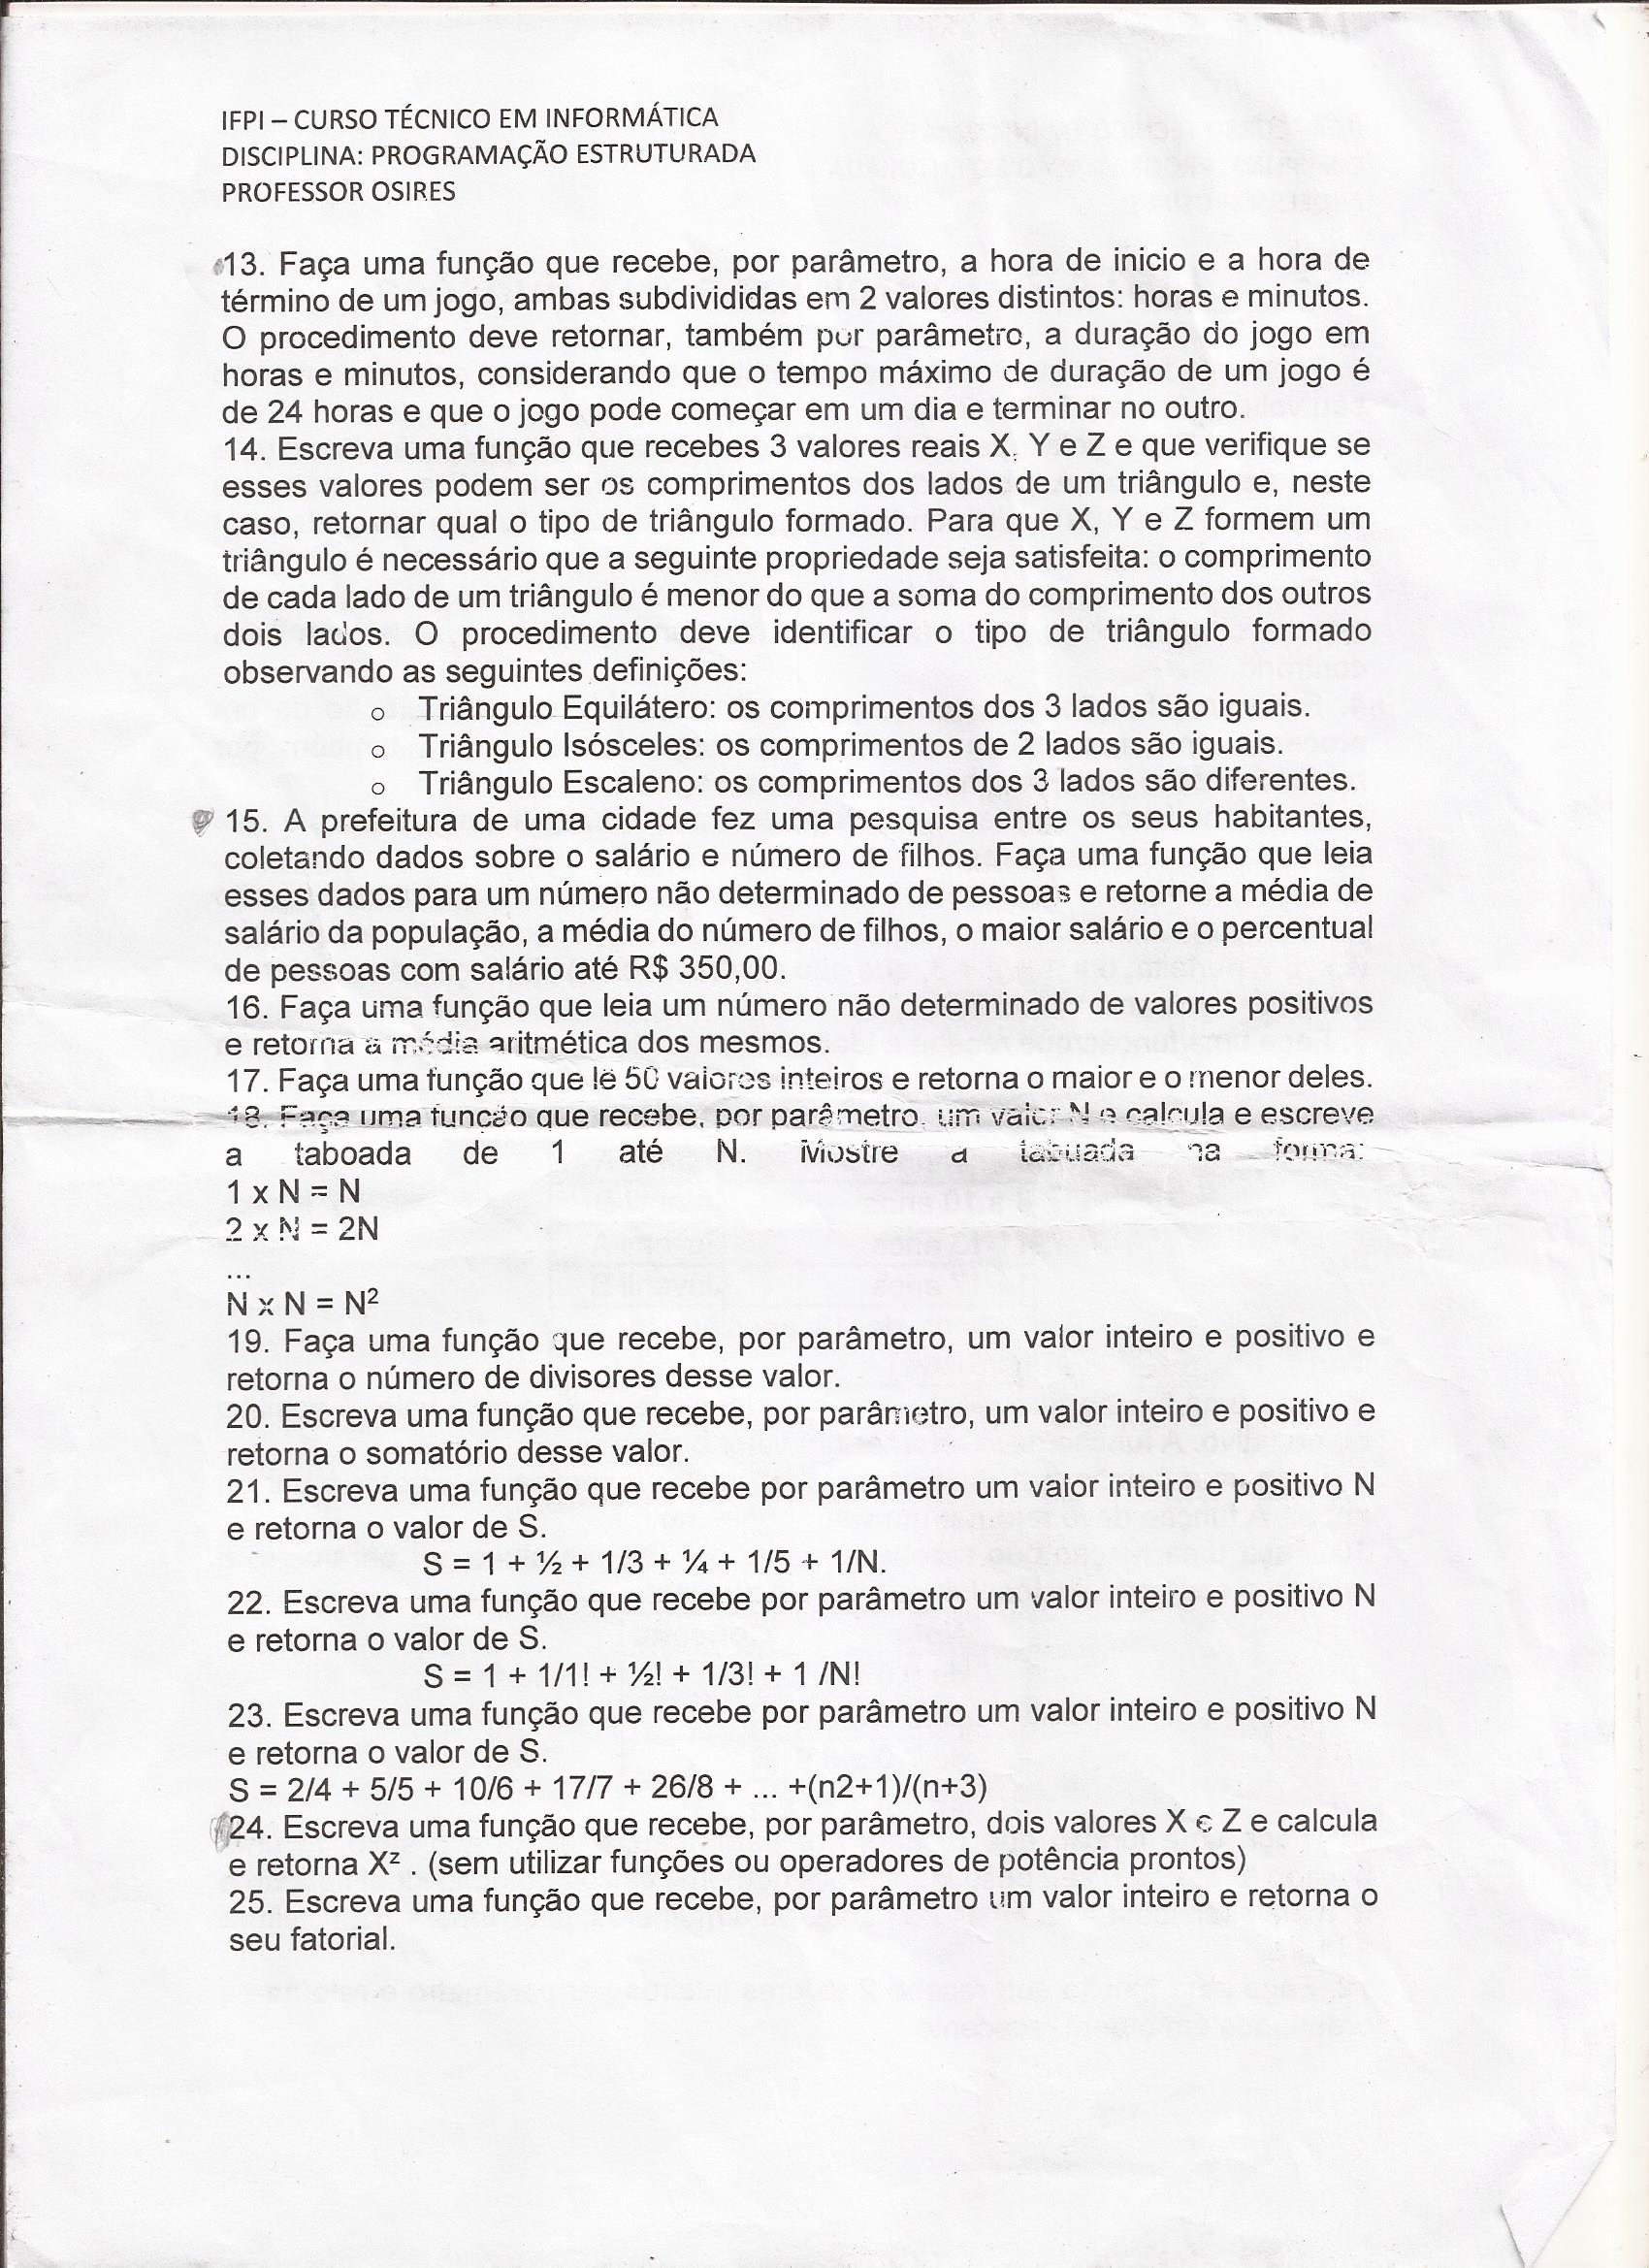 IFPI – CURSO TÉCNICO EM INFORMÁTICA
DISCIPLINA: PROGRAMAÇÃO ESTRUTURADA
PROFESSOR OSIRES
13. Faça uma função que recebe, por parâmetro, a hora de inicio e a hora de
término de um jogo, ambas subdivididas em 2 valores distintos: horas e minutos.
O procedimento deve retornar, também por parâmetro, a duração do jogo em
horas e minutos, considerando que o tempo máximo de duração de um jogo é
de 24 horas e que o jogo pode começar em um dia e terminar no outro.
14. Escreva uma função que recebes 3 valores reais X, Y e Z e que verifique se
esses valores podem ser os comprimentos dos lados de um triângulo e, neste
caso, retornar qual o tipo de triângulo formado. Para que X, Y e Z formem um
triângulo é necessário que a seguinte propriedade seja satisfeita: o comprimento
de cada lado de um triângulo é menor do que a soma do comprimento dos outros
dois lados. O procedimento deve identificar o tipo de triângulo formado
observando as seguintes definições:
o Triângulo Equilátero: os comprimentos dos 3 lados são iguais.
o Triângulo Isósceles: os comprimentos de 2 lados são iguais.
o Triângulo Escaleno: os comprimentos dos 3 lados são diferentes.
15. A prefeitura de uma cidade fez uma pesquisa entre os seus habitantes,
coletando dados sobre o salário e número de filhos. Faça uma função que leia
esses dados para um número não determinado de pessoas e retorne a média de
salário da população, a média do número de filhos, o maior salário e o percentual
de pessoas com salário até R$ 350,00.
16. Faça uma função que leia um número não determinado de valores positivos
e retorna a média aritmética dos mesmos.
17. Faça uma função que lê 50 valores inteiros e retorna o maior e o menor deles.
18. Faça uma função que recebe, por parâmetro, um valor N e calcula e escreve
a taboada de 1 até N. Mostre a tabuada na forma:
1 x N = N
2 x N = 2N
...
N x N = N²
19. Faça uma função que recebe, por parâmetro, um valor inteiro e positivo e
retorna o número de divisores desse valor.
20. Escreva uma função que recebe, por parâmetro, um valor inteiro e positivo e
retorna o somatório desse valor.
21. Escreva uma função que recebe por parâmetro um valor inteiro e positivo N
e retorna o valor de S.
S = 1 + ½ + 1/3 + ¼ + 1/5 + 1/N.
22. Escreva uma função que recebe por parâmetro um valor inteiro e positivo N
e retorna o valor de S.
S = 1 + 1/1! + ½! + 1/3! + 1 /N!
23. Escreva uma função que recebe por parâmetro um valor inteiro e positivo N
e retorna o valor de S.
S = 2/4 + 5/5 + 10/6 + 17/7 + 26/8 + ... +(n2+1)/(n+3)
24. Escreva uma função que recebe, por parâmetro, dois valores X e Z e calcula
e retorna Xᶻ . (sem utilizar funções ou operadores de potência prontos)
25. Escreva uma função que recebe, por parâmetro um valor inteiro e retorna o
seu fatorial.